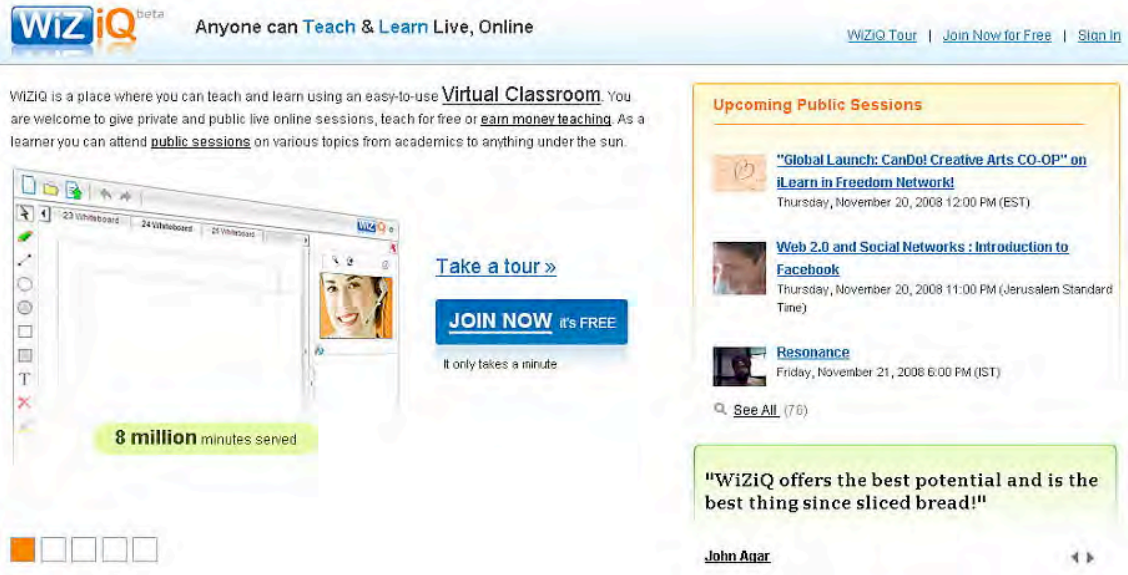 WiZiQ beta
Anyone can Teach & Learn Live, Online
WiZiQ Tour | Join Now for Free | Sign In
WiZiQ is a place where you can teach and learn using an easy-to-use Virtual Classroom. You
are welcome to give private and public live online sessions, teach for free or earn money teaching. As a
learner you can attend public sessions on various topics from academics to anything under the sun.
23 Whiteboard 24 Whiteboard 25 Whiteboard
WiZiQ
T
Take a tour »
JOIN NOW it's FREE
It only takes a minute
8 million minutes served
Upcoming Public Sessions
"Global Launch: CanDo! Creative Arts CO-OP" on
iLearn in Freedom Network!
Thursday, November 20, 2008 12:00 PM (EST)
Web 2.0 and Social Networks : Introduction to
Facebook
Thursday, November 20, 2008 11:00 PM (Jerusalem Standard
Time)
Resonance
Friday, November 21, 2008 6:00 PM (IST)
See All (76)
"WiZiQ offers the best potential and is the
best thing since sliced bread!"
John Agar